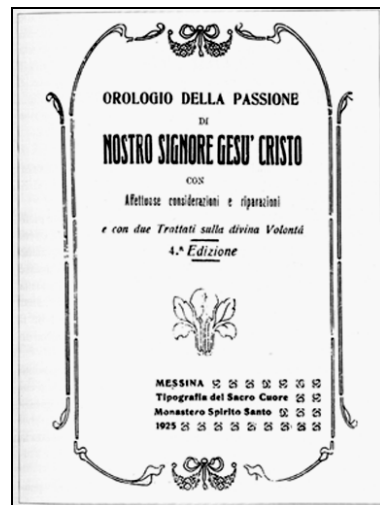 OROLOGIO DELLA PASSIONE
DI
NOSTRO SIGNORE GESU' CRISTO
CON
Affettuose considerazioni e riparazioni
e con due Trattati sulla divina Volontà
4.ª Edizione
MESSINA
Tipografia del Sacro Cuore
Monastero Spirito Santo
1925